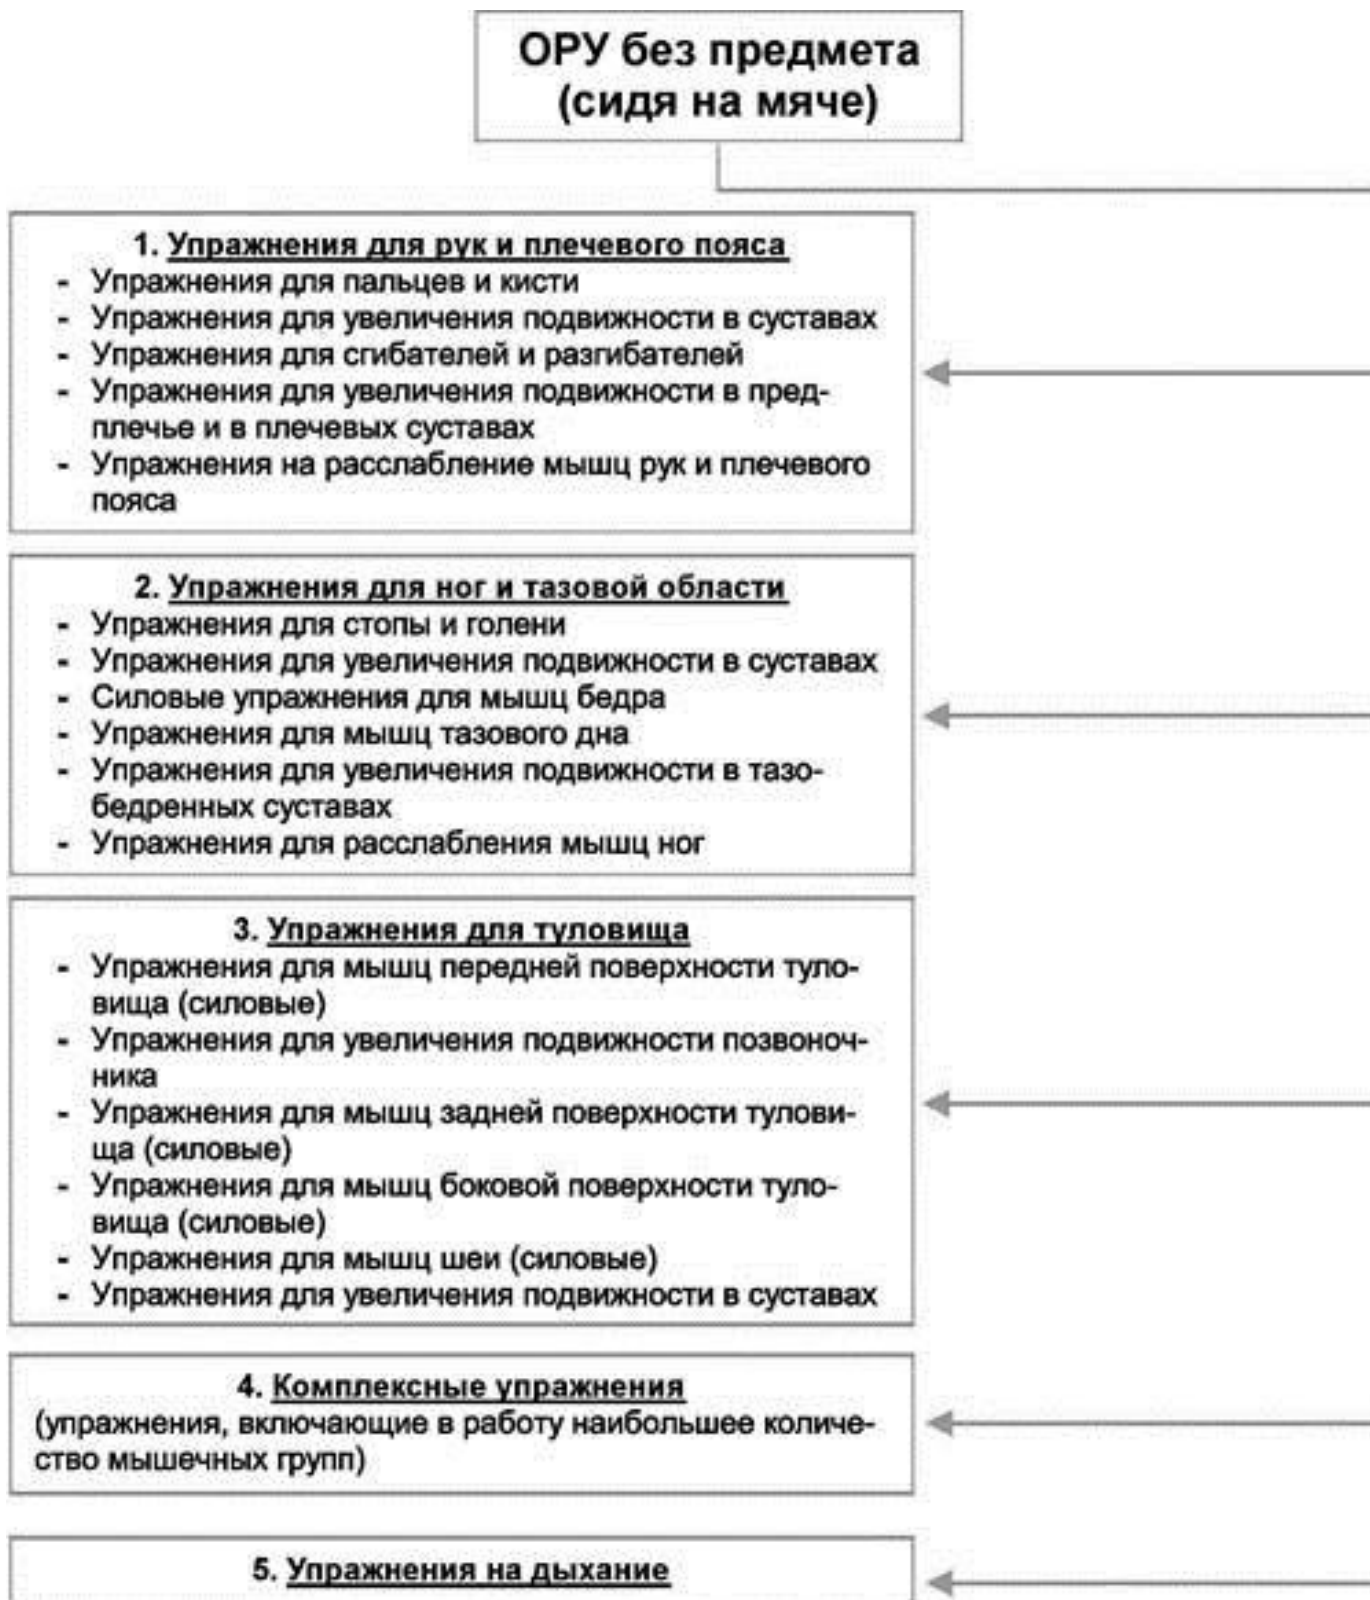 ОРУ без предмета
(сидя на мяче)
1. Упражнения для рук и плечевого пояса
- Упражнения для пальцев и кисти
- Упражнения для увеличения подвижности в суставах
- Упражнения для сгибателей и разгибателей
- Упражнения для увеличения подвижности в пред-
плечье и в плечевых суставах
- Упражнения на расслабление мышц рук и плечевого
пояса
2. Упражнения для ног и тазовой области
- Упражнения для стопы и голени
- Упражнения для увеличения подвижности в суставах
- Силовые упражнения для мышц бедра
- Упражнения для мышц тазового дна
- Упражнения для увеличения подвижности в тазо-
бедренных суставах
- Упражнения для расслабления мышц ног
3. Упражнения для туловища
- Упражнения для мышц передней поверхности туло-
вища (силовые)
- Упражнения для увеличения подвижности позвоноч-
ника
- Упражнения для мышц задней поверхности тулови-
ща (силовые)
- Упражнения для мышц боковой поверхности туло-
вища (силовые)
- Упражнения для мышц шеи (силовые)
- Упражнения для увеличения подвижности в суставах
4. Комплексные упражнения
(упражнения, включающие в работу наибольшее количе-
ство мышечных групп)
5. Упражнения на дыхание